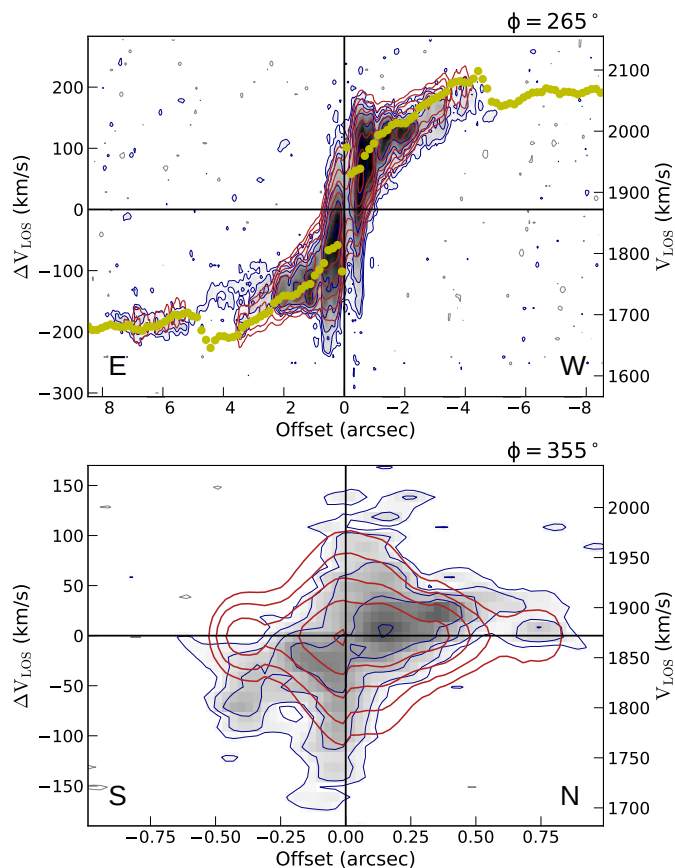 ϕ = 265°
200
100
0
−100
−200
−300
ΔV_LOS (km/s)
2100
2000
1900
1800
1700
1600
V_LOS (km/s)
E
W
8 6 4 2 0 −2 −4 −6 −8
Offset (arcsec)
ϕ = 355°
150
100
50
0
−50
−100
−150
ΔV_LOS (km/s)
2000
1950
1900
1850
1800
1750
1700
V_LOS (km/s)
S
N
−0.75 −0.50 −0.25 0.00 0.25 0.50 0.75
Offset (arcsec)